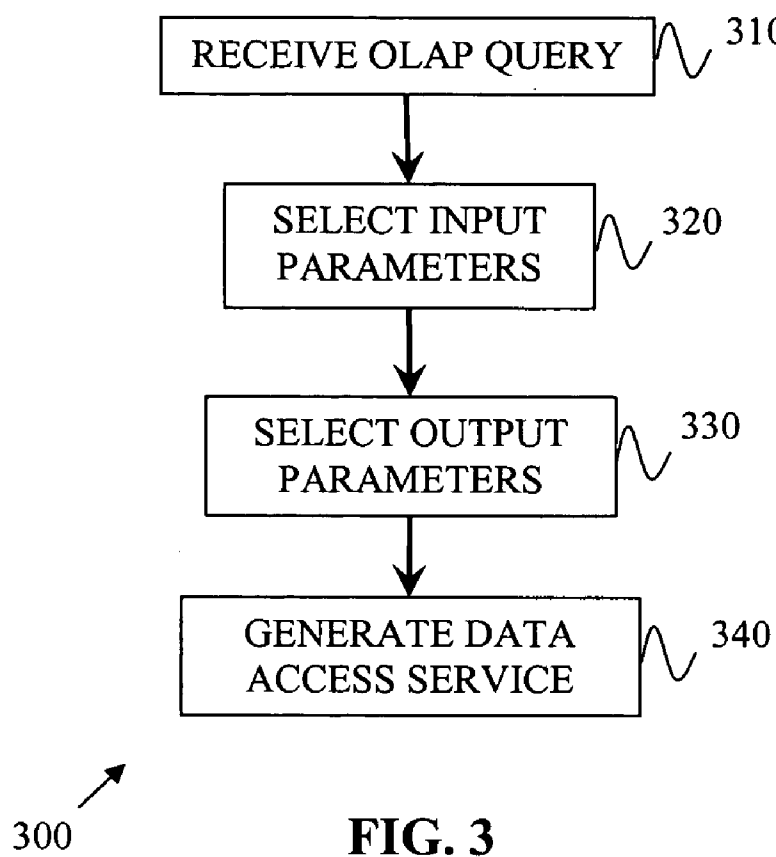 RECEIVE OLAP QUERY
310
SELECT INPUT
PARAMETERS
320
SELECT OUTPUT
PARAMETERS
330
GENERATE DATA
ACCESS SERVICE
340
300
FIG. 3